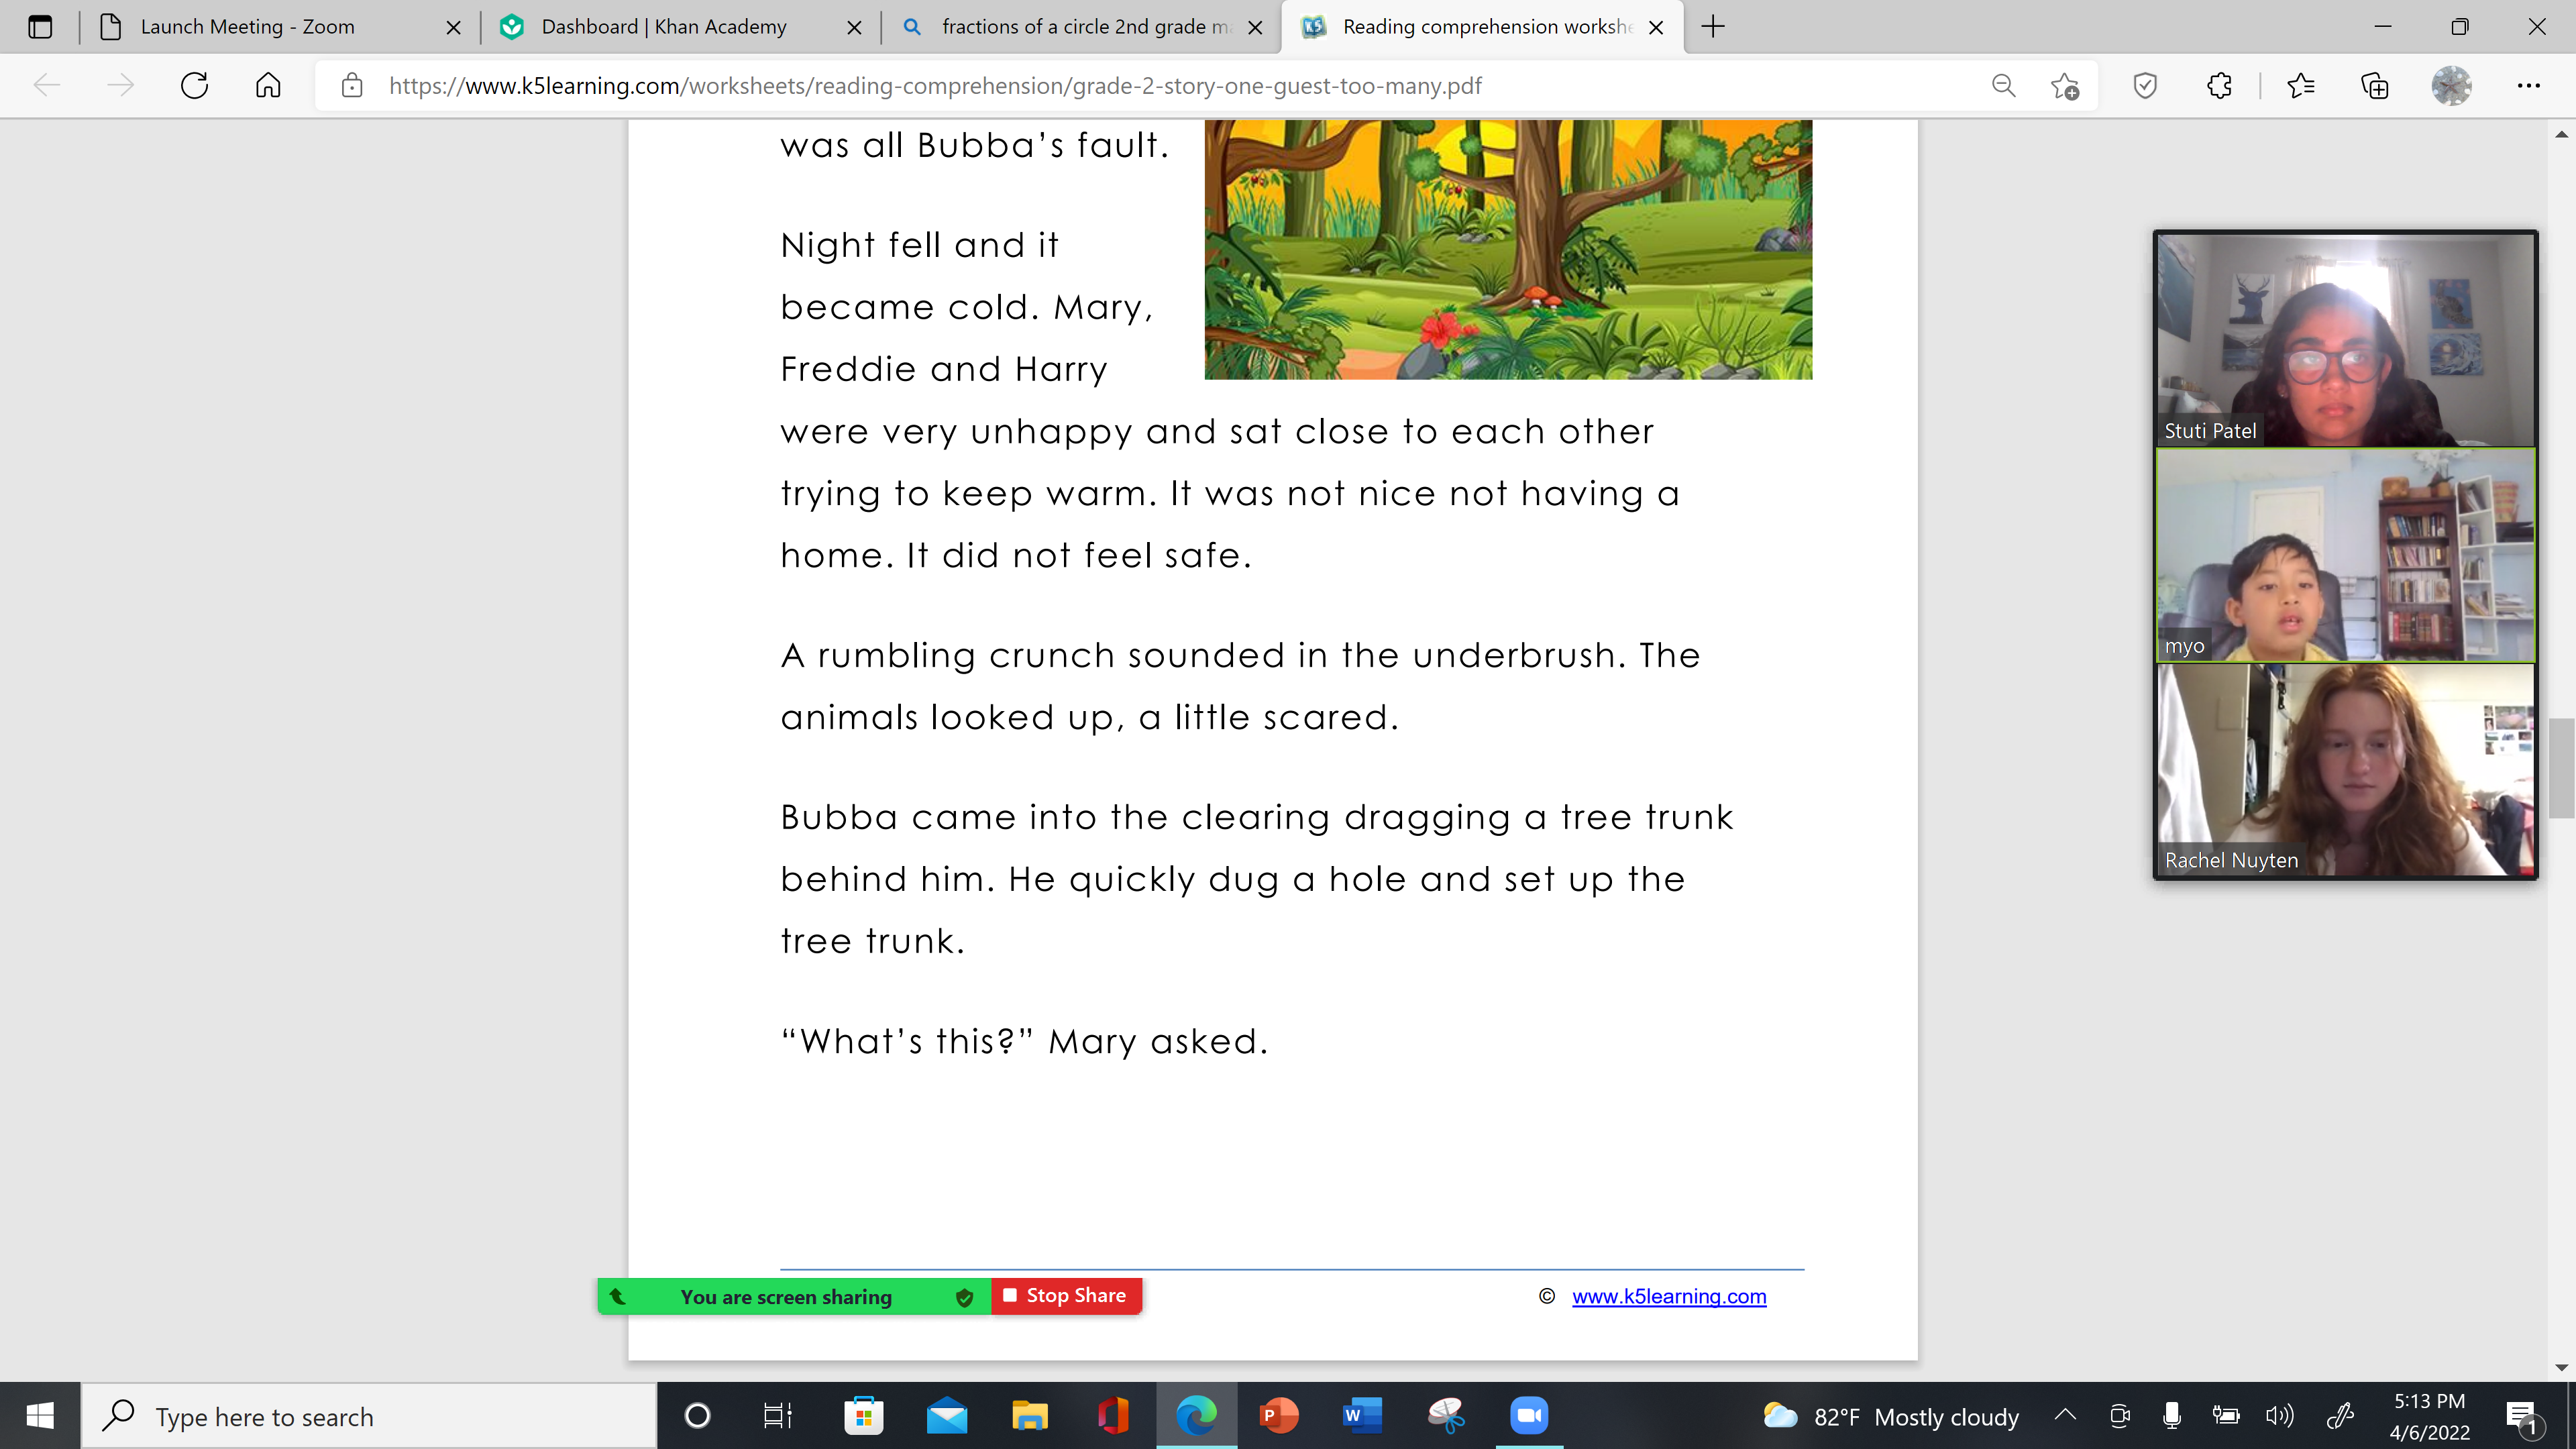 Launch Meeting - Zoom
Dashboard | Khan Academy
fractions of a circle 2nd grade m
Reading comprehension workshe
https://www.k5learning.com/worksheets/reading-comprehension/grade-2-story-one-guest-too-many.pdf
was all Bubba’s fault.
Night fell and it
became cold. Mary,
Freddie and Harry
were very unhappy and sat close to each other
trying to keep warm. It was not nice not having a
home. It did not feel safe.
A rumbling crunch sounded in the underbrush. The
animals looked up, a little scared.
Bubba came into the clearing dragging a tree trunk
behind him. He quickly dug a hole and set up the
tree trunk.
“What’s this?” Mary asked.
Stuti Patel
myo
Rachel Nuyten
You are screen sharing
Stop Share
© www.k5learning.com
Type here to search
82°F Mostly cloudy
5:13 PM
4/6/2022
1